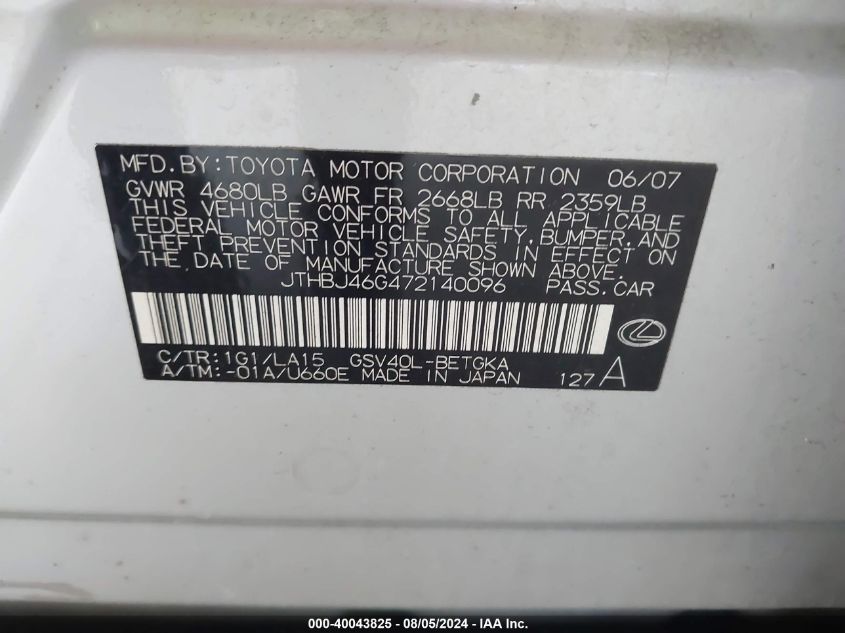 MFD.BY:TOYOTA MOTOR CORPORATION 06/07
GVWR 4680LB GAWR FR 2668LB RR 2359LB
THIS VEHICLE CONFORMS TO ALL APPLICABLE
FEDERAL MOTOR VEHICLE SAFETY,BUMPER,AND
THEFT PREVENTION STANDARDS IN EFFECT ON
THE DATE OF MANUFACTURE SHOWN ABOVE.
JTHBJ46G472140096 PASS.CAR
C/TR:1G1/LA15 GSV40L-BETGKA
A/TM:-01A/U660E MADE IN JAPAN 127A
000-40043825 - 08/05/2024 - IAA Inc.